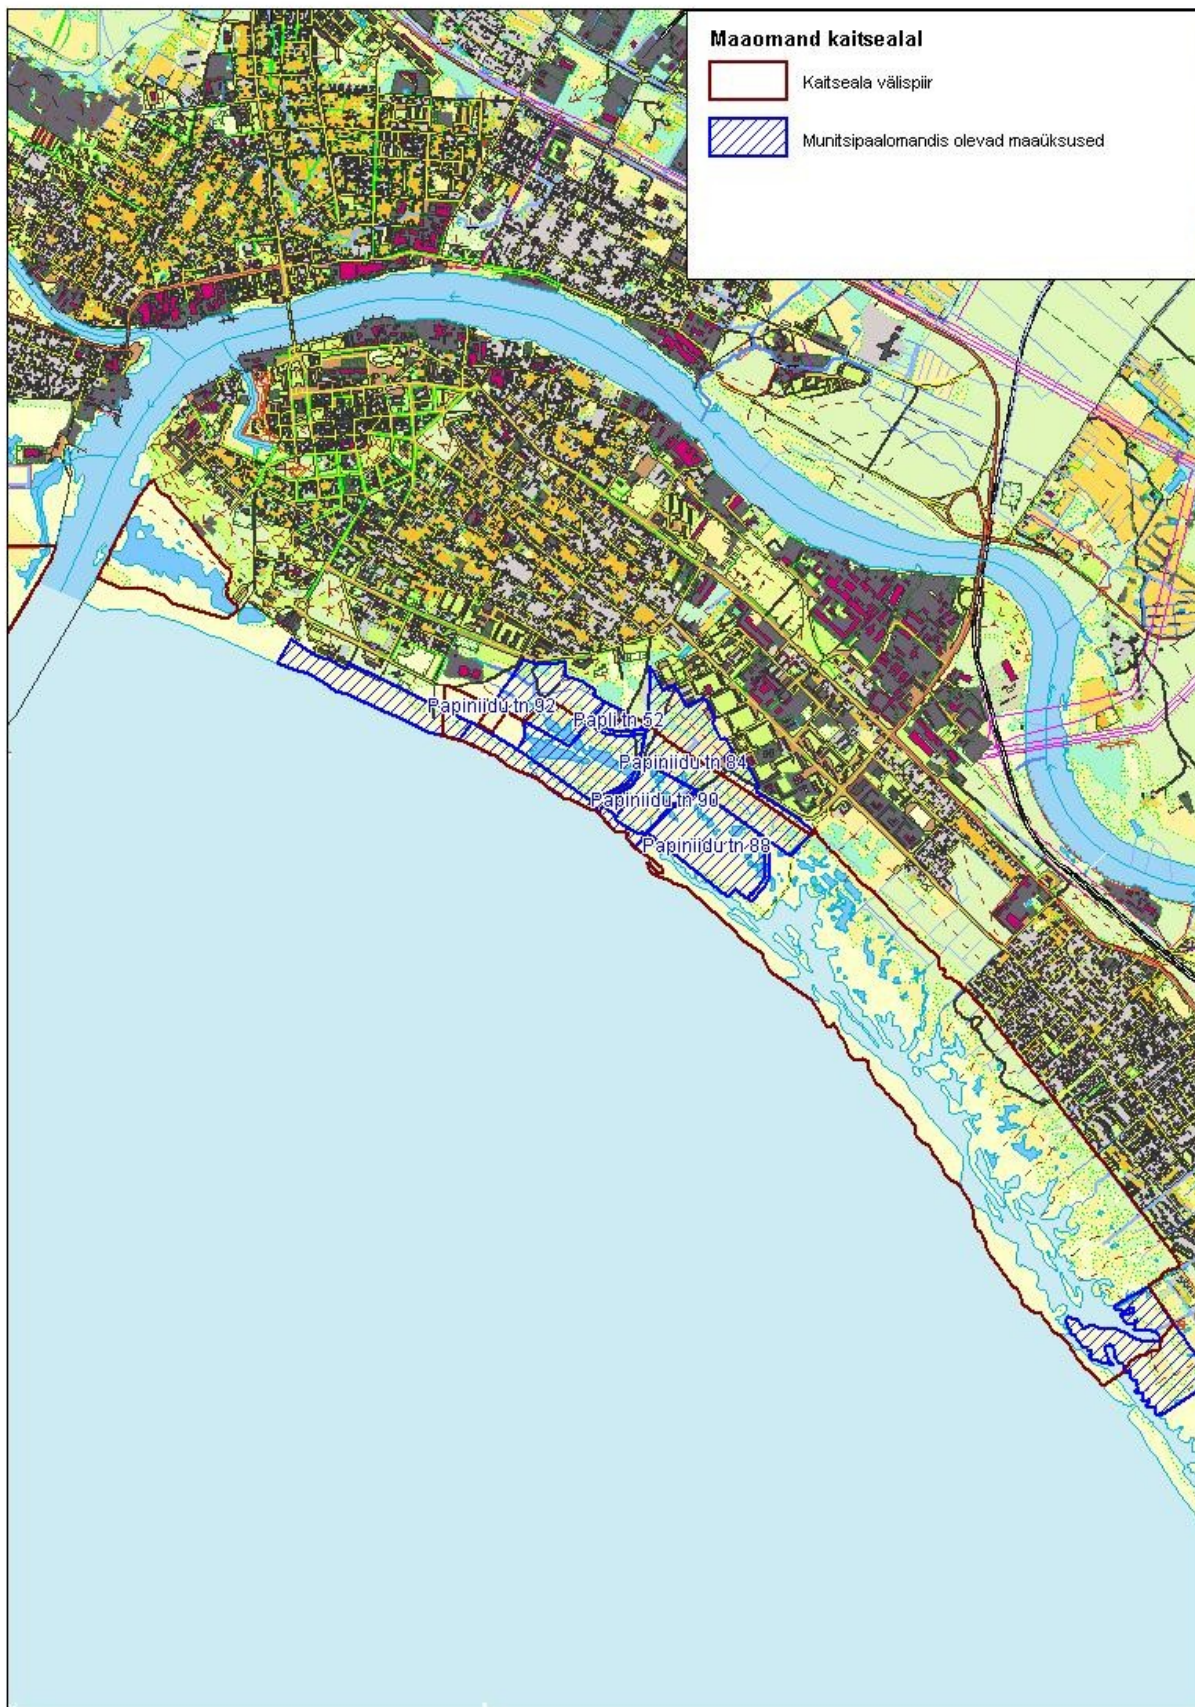 Maaomand kaitsealal
Kaitseala välispiir
Munitsipaalomandis olevad maaüksused
Papiniidu tn 92
Papli tn 52
Papiniidu tn 84
Papiniidu tn 90
Papiniidu tn 88